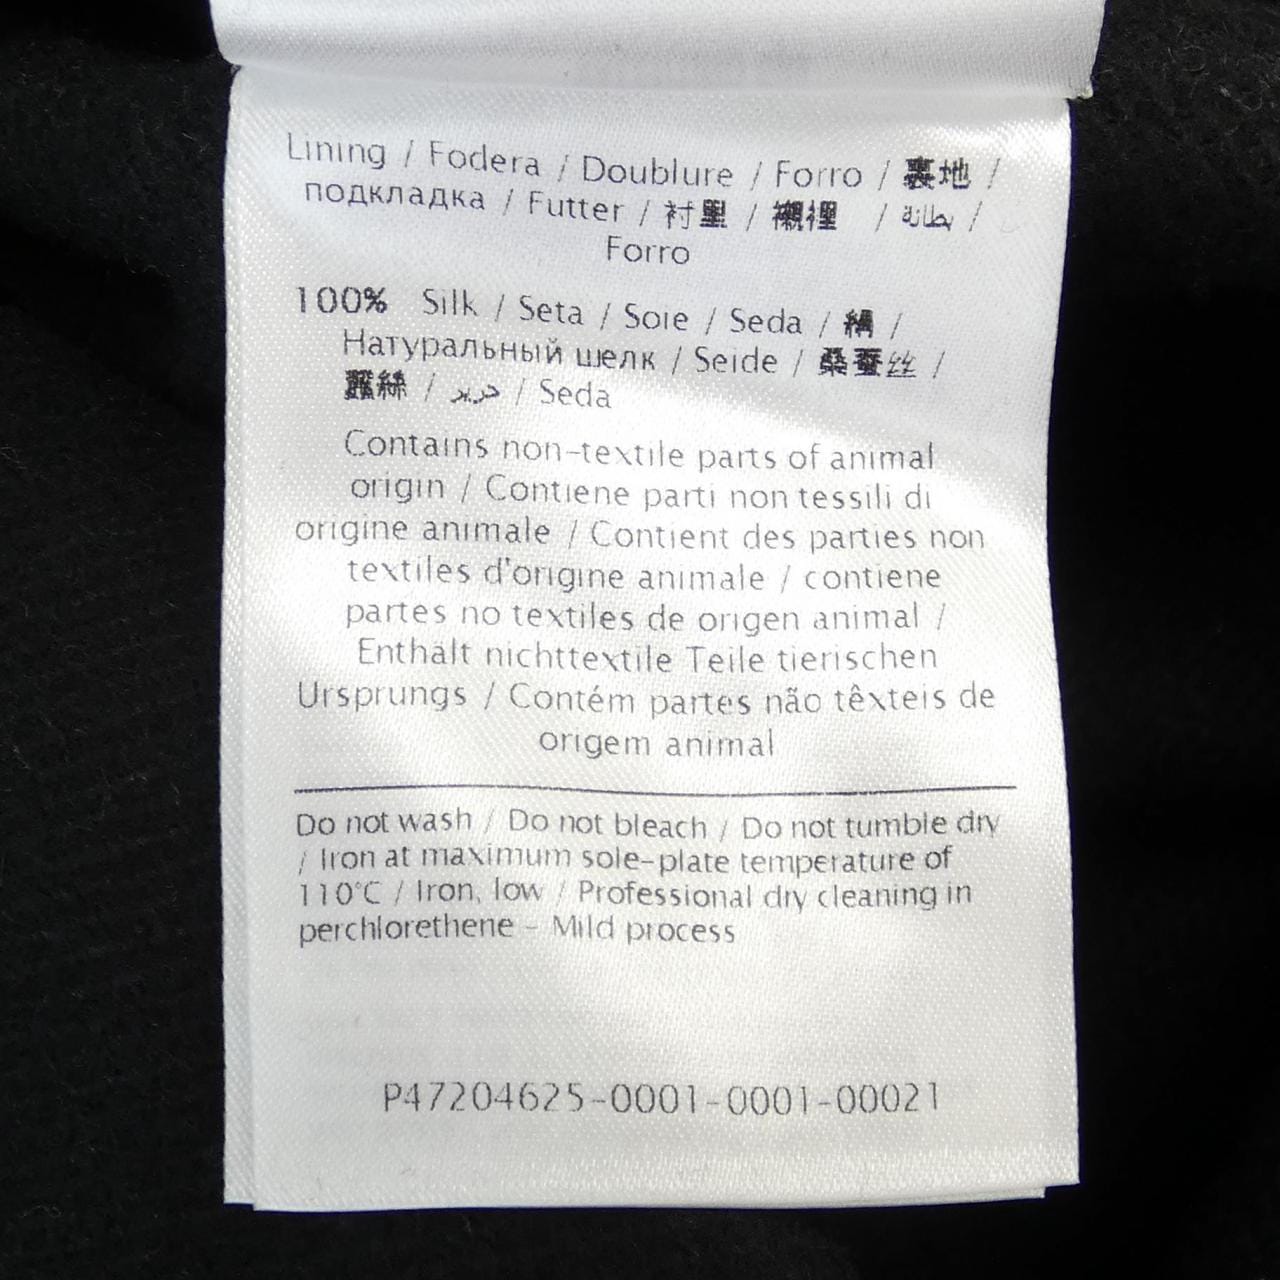 Lining / Fodera / Doublure / Forro / 裏地 /
подкладка / Futter / 衬里 / 襯裡 / بطانة /
Forro
100% Silk / Seta / Soie / Seda / 絹 /
Натуральный шелк / Seide / 桑蚕丝 /
蠶絲 / حرير / Seda
Contains non-textile parts of animal
origin / Contiene parti non tessili di
origine animale / Contient des parties non
textiles d'origine animale / contiene
partes no textiles de origen animal /
Enthält nichttextile Teile tierischen
Ursprungs / Contém partes não têxteis de
origem animal
Do not wash / Do not bleach / Do not tumble dry
/ Iron at maximum sole-plate temperature of
110°C / Iron, low / Professional dry cleaning in
perchlorethene - Mild process
P47204625-0001-0001-00021